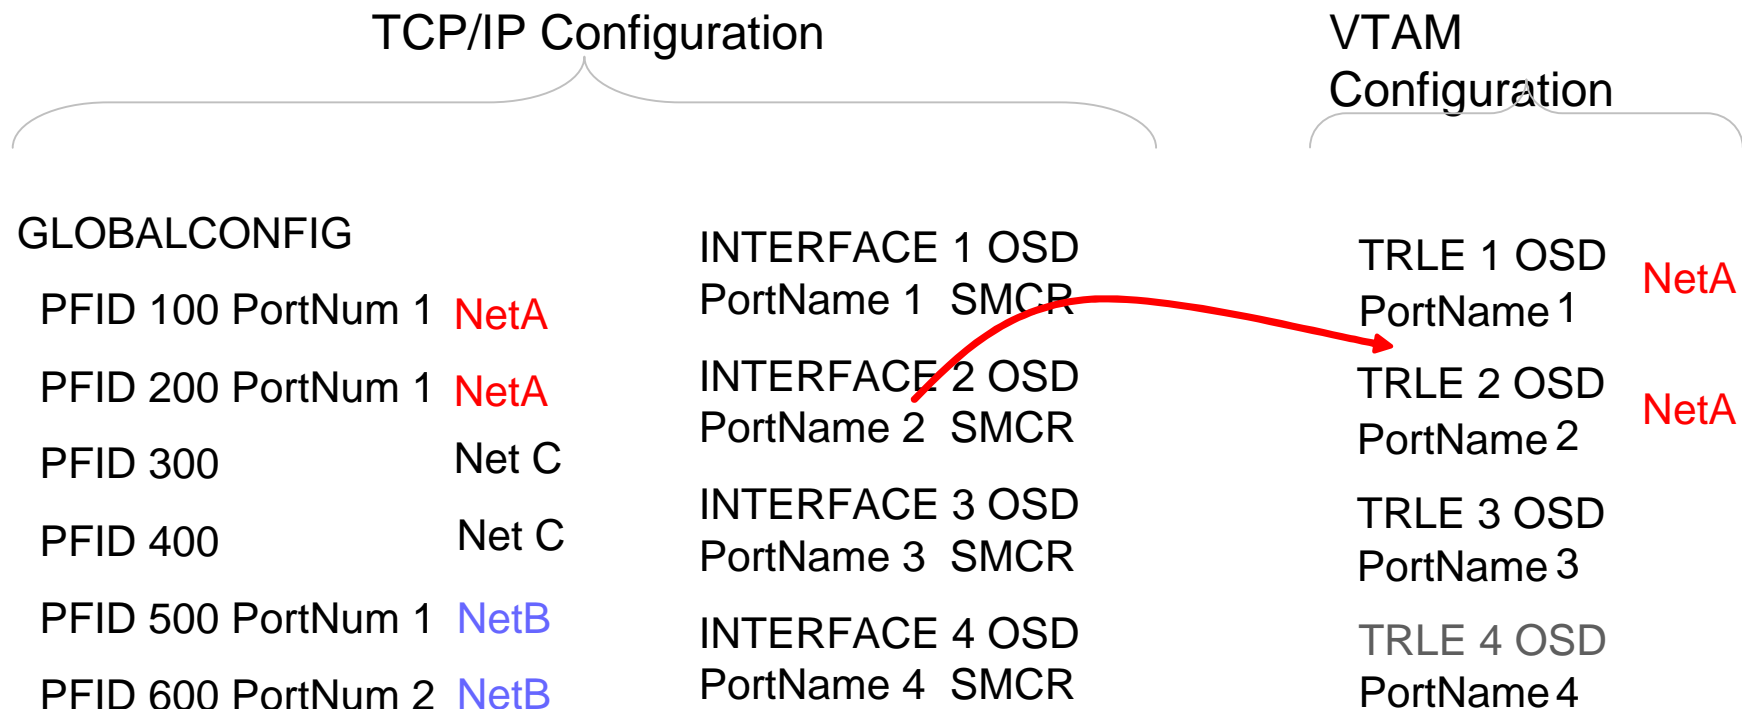 TCP/IP Configuration
VTAM
Configuration
GLOBALCONFIG
PFID 100 PortNum 1 NetA
PFID 200 PortNum 1 NetA
PFID 300 Net C
PFID 400 Net C
PFID 500 PortNum 1 NetB
PFID 600 PortNum 2 NetB
INTERFACE 1 OSD
PortName 1 SMCR
INTERFACE 2 OSD
PortName 2 SMCR
INTERFACE 3 OSD
PortName 3 SMCR
INTERFACE 4 OSD
PortName 4 SMCR
TRLE 1 OSD
NetA
PortName 1
TRLE 2 OSD
NetA
PortName 2
TRLE 3 OSD
PortName 3
TRLE 4 OSD
PortName 4